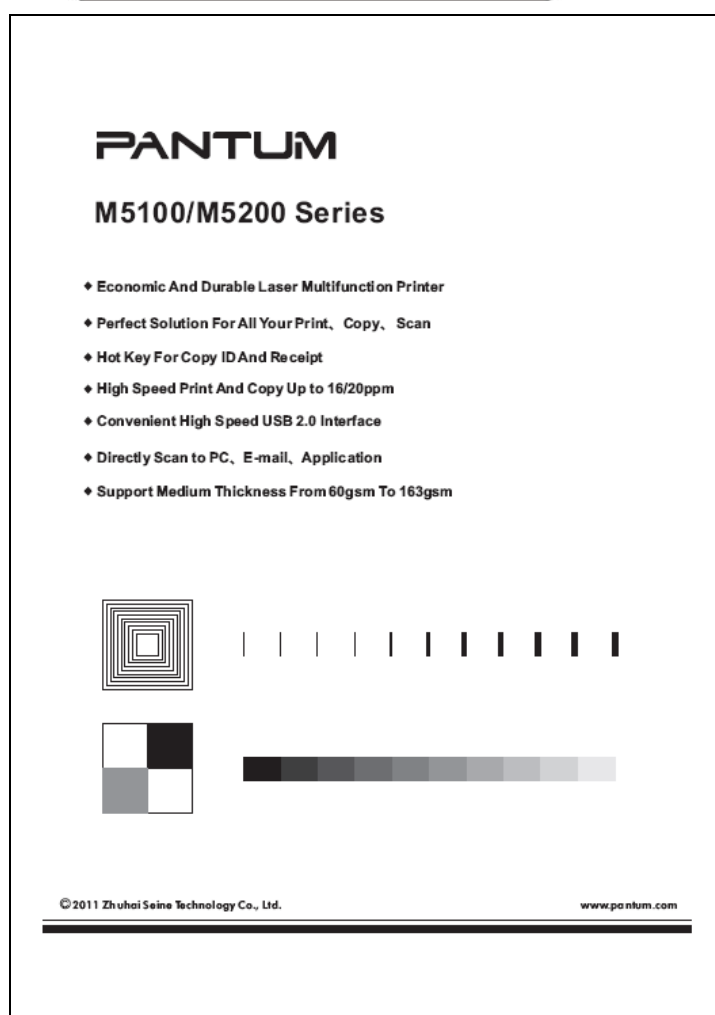 PANTUM
M5100/M5200 Series
◆ Economic And Durable Laser Multifunction Printer
◆ Perfect Solution For All Your Print、Copy、 Scan
◆ Hot Key For Copy ID And Receipt
◆ High Speed Print And Copy Up to 16/20ppm
◆ Convenient High Speed USB 2.0 Interface
◆ Directly Scan to PC、E-mail、Application
◆ Support Medium Thickness From 60gsm To 163gsm
©2011 Zhuhai Seine Technology Co., Ltd.
www.pantum.com